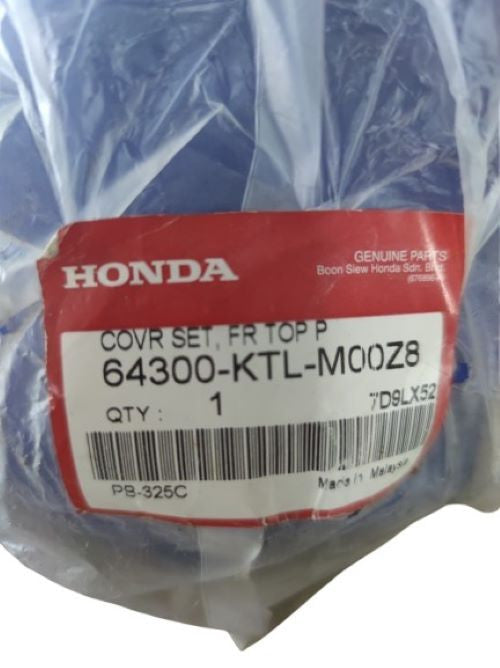 HONDA
GENUINE PARTS
Boon Siew Honda Sdn. Bhd.
COVR SET, FR TOP P
64300-KTL-M00Z8
QTY : 1 7D9LX52
PB-325C Made In Malaysia